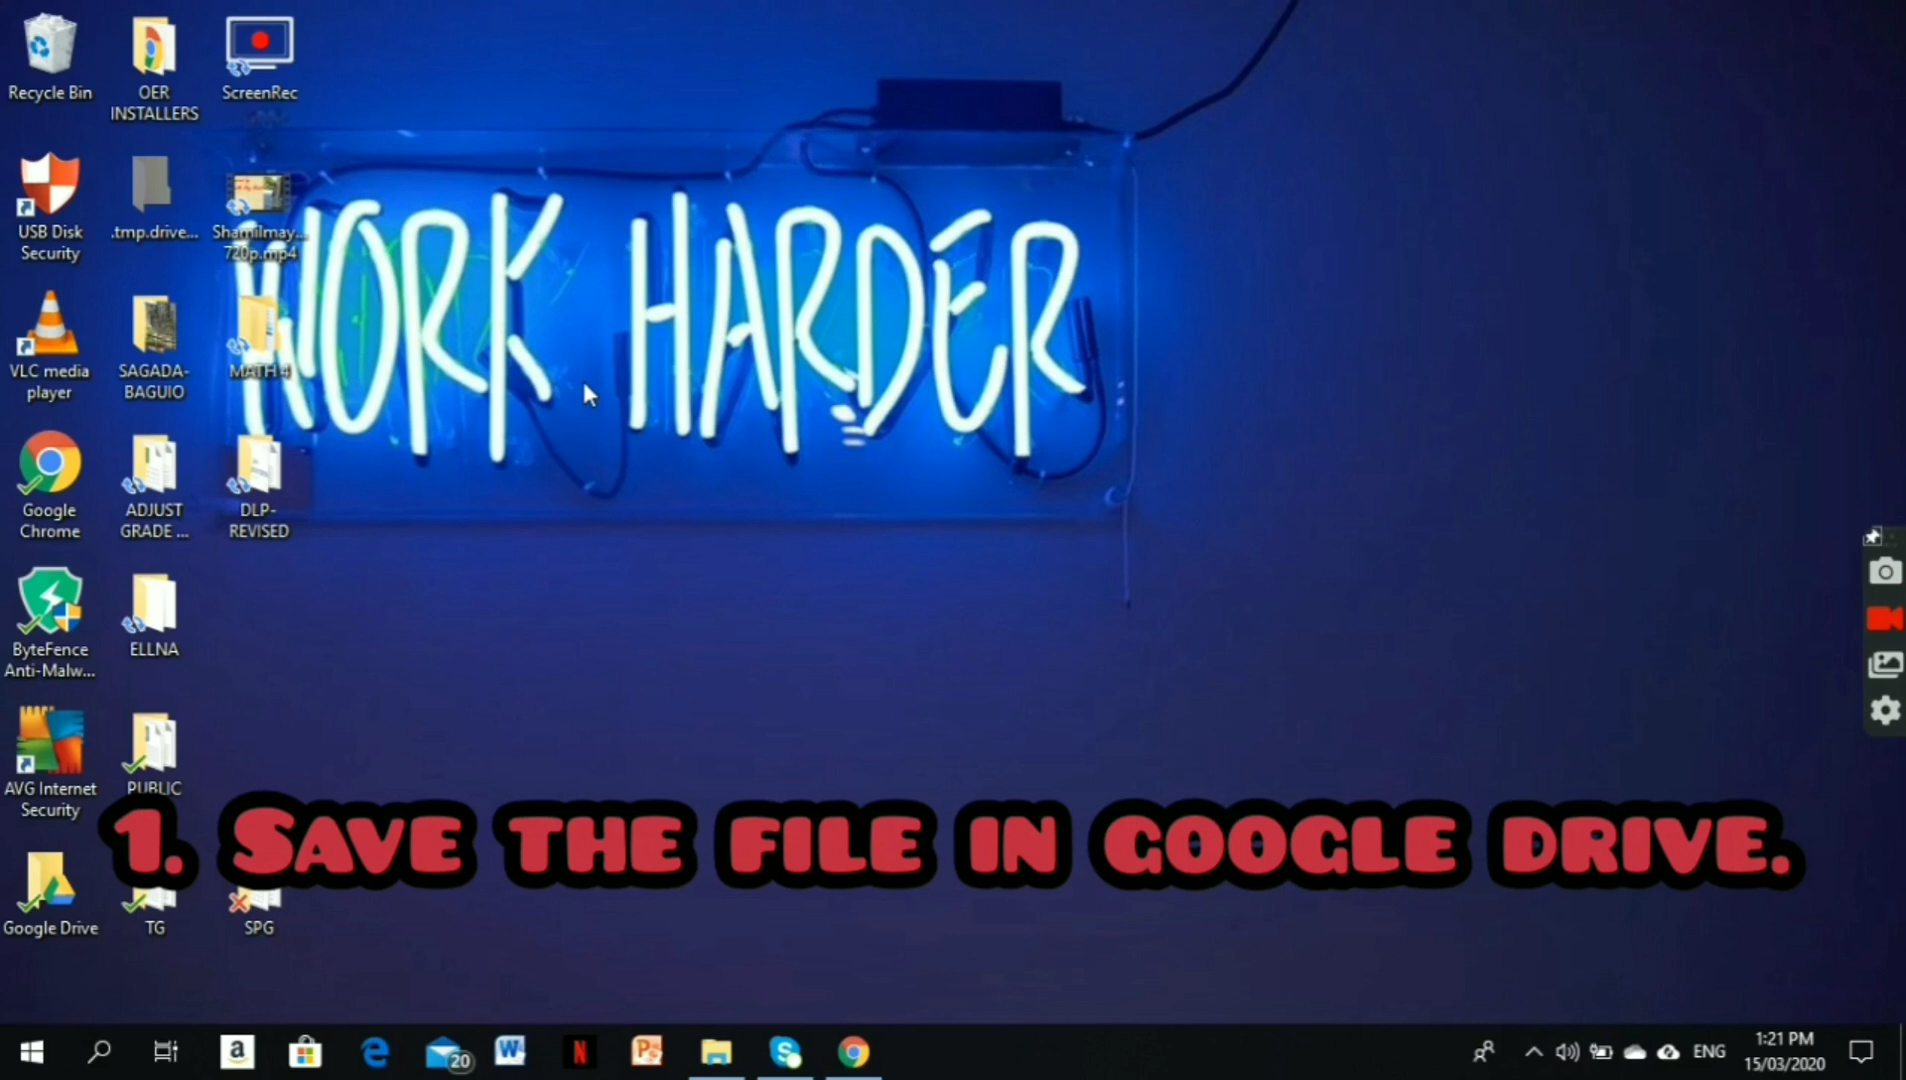 Recycle Bin
OER
INSTALLERS
ScreenRec
USB Disk
Security
.tmp.drive...
Shamilmay...
720p.mp4
WORK HARDER
VLC media
player
SAGADA-
BAGUIO
MATH 4
Google
Chrome
ADJUST
GRADE ...
DLP-
REVISED
ByteFence
Anti-Malw...
ELLNA
AVG Internet
Security
PUBLIC
1. Save the file in google drive.
Google Drive
TG
SPG
20
ENG
1:21 PM
15/03/2020